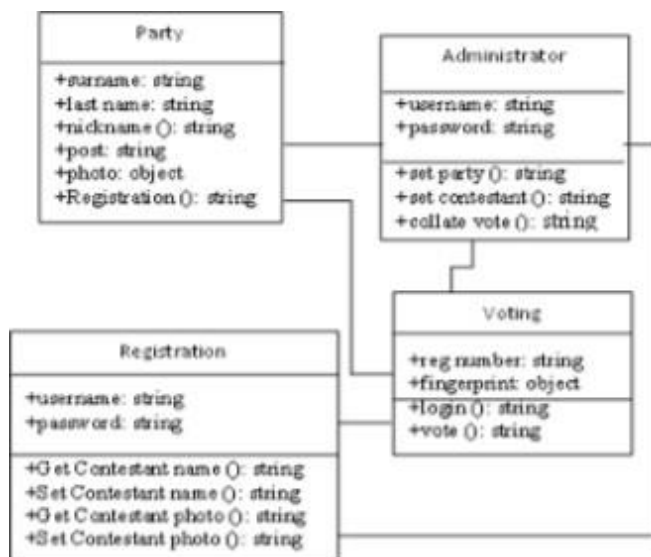 Party
+surname: string
+last name: string
+nickname (): string
+post: string
+photo: object
+Registration (): string
Administrator
+username: string
+password: string
+set party (): string
+set contestant (): string
+collate vote (): string
Voting
+reg number: string
+fingerprint: object
+login (): string
+vote (): string
Registration
+username: string
+password: string
+Get Contestant name (): string
+Set Contestant name (): string
+Get Contestant photo (): string
+Set Contestant photo (): string